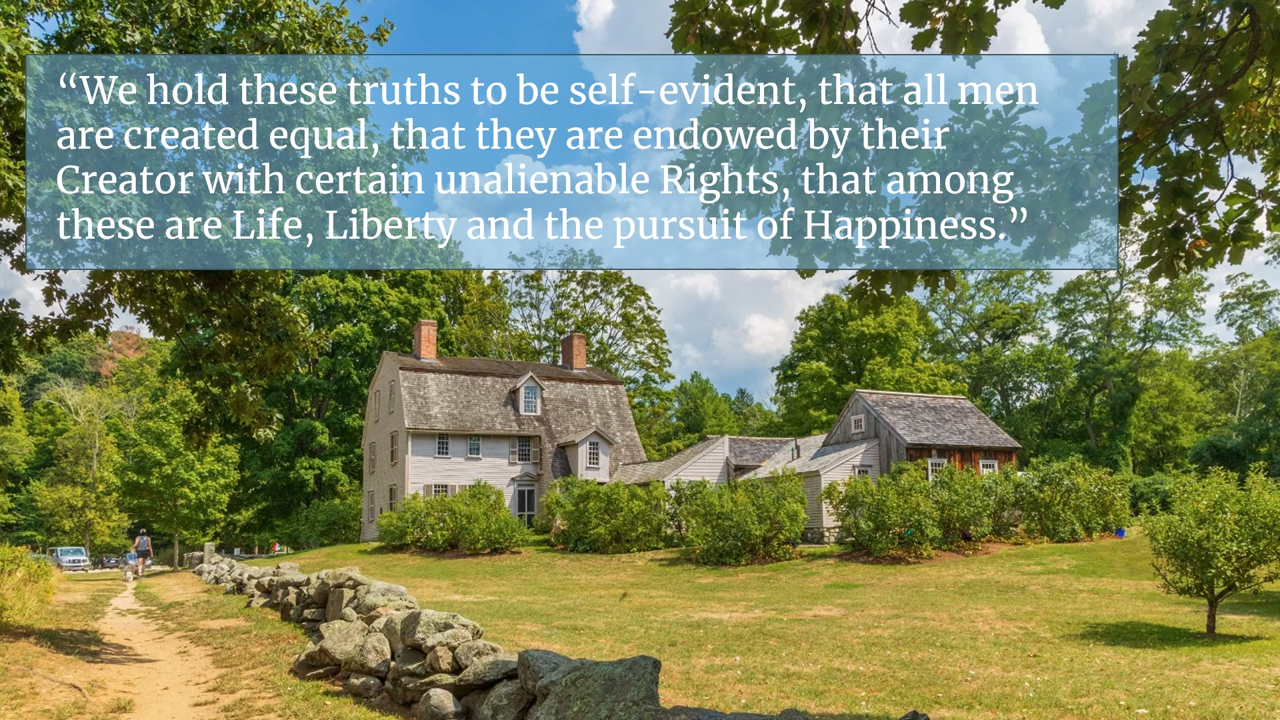 “We hold these truths to be self-evident, that all men
are created equal, that they are endowed by their
Creator with certain unalienable Rights, that among
these are Life, Liberty and the pursuit of Happiness.”